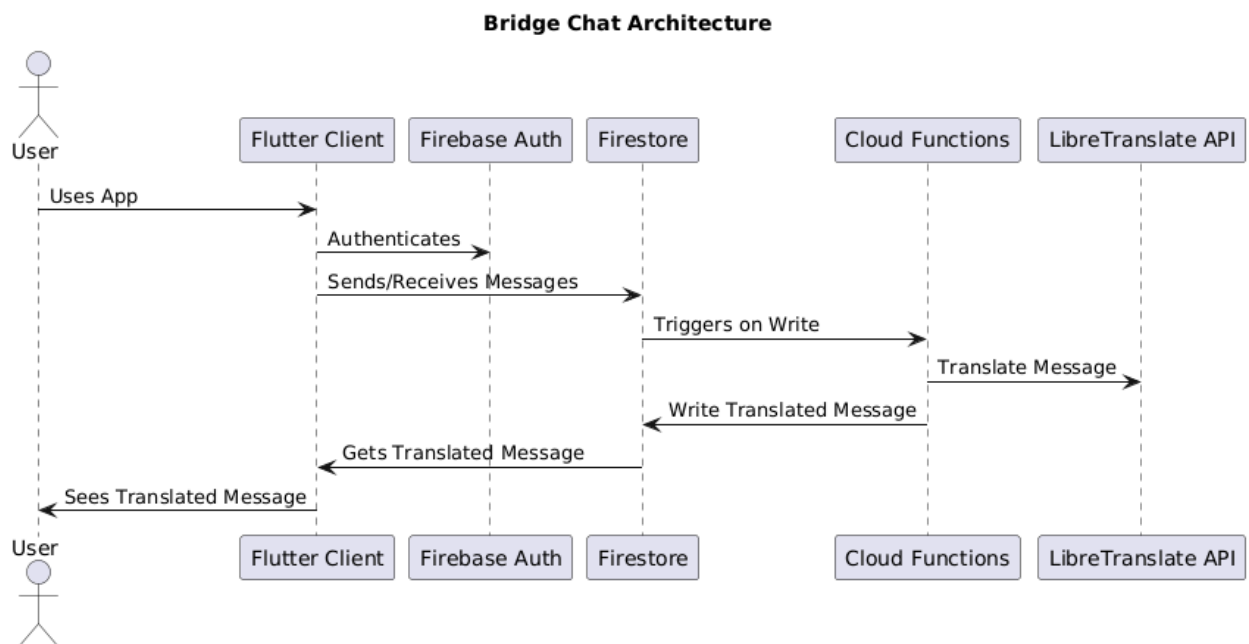 Bridge Chat Architecture
User
Flutter Client
Firebase Auth
Firestore
Cloud Functions
LibreTranslate API
Uses App
Authenticates
Sends/Receives Messages
Triggers on Write
Translate Message
Write Translated Message
Gets Translated Message
Sees Translated Message
User
Flutter Client
Firebase Auth
Firestore
Cloud Functions
LibreTranslate API